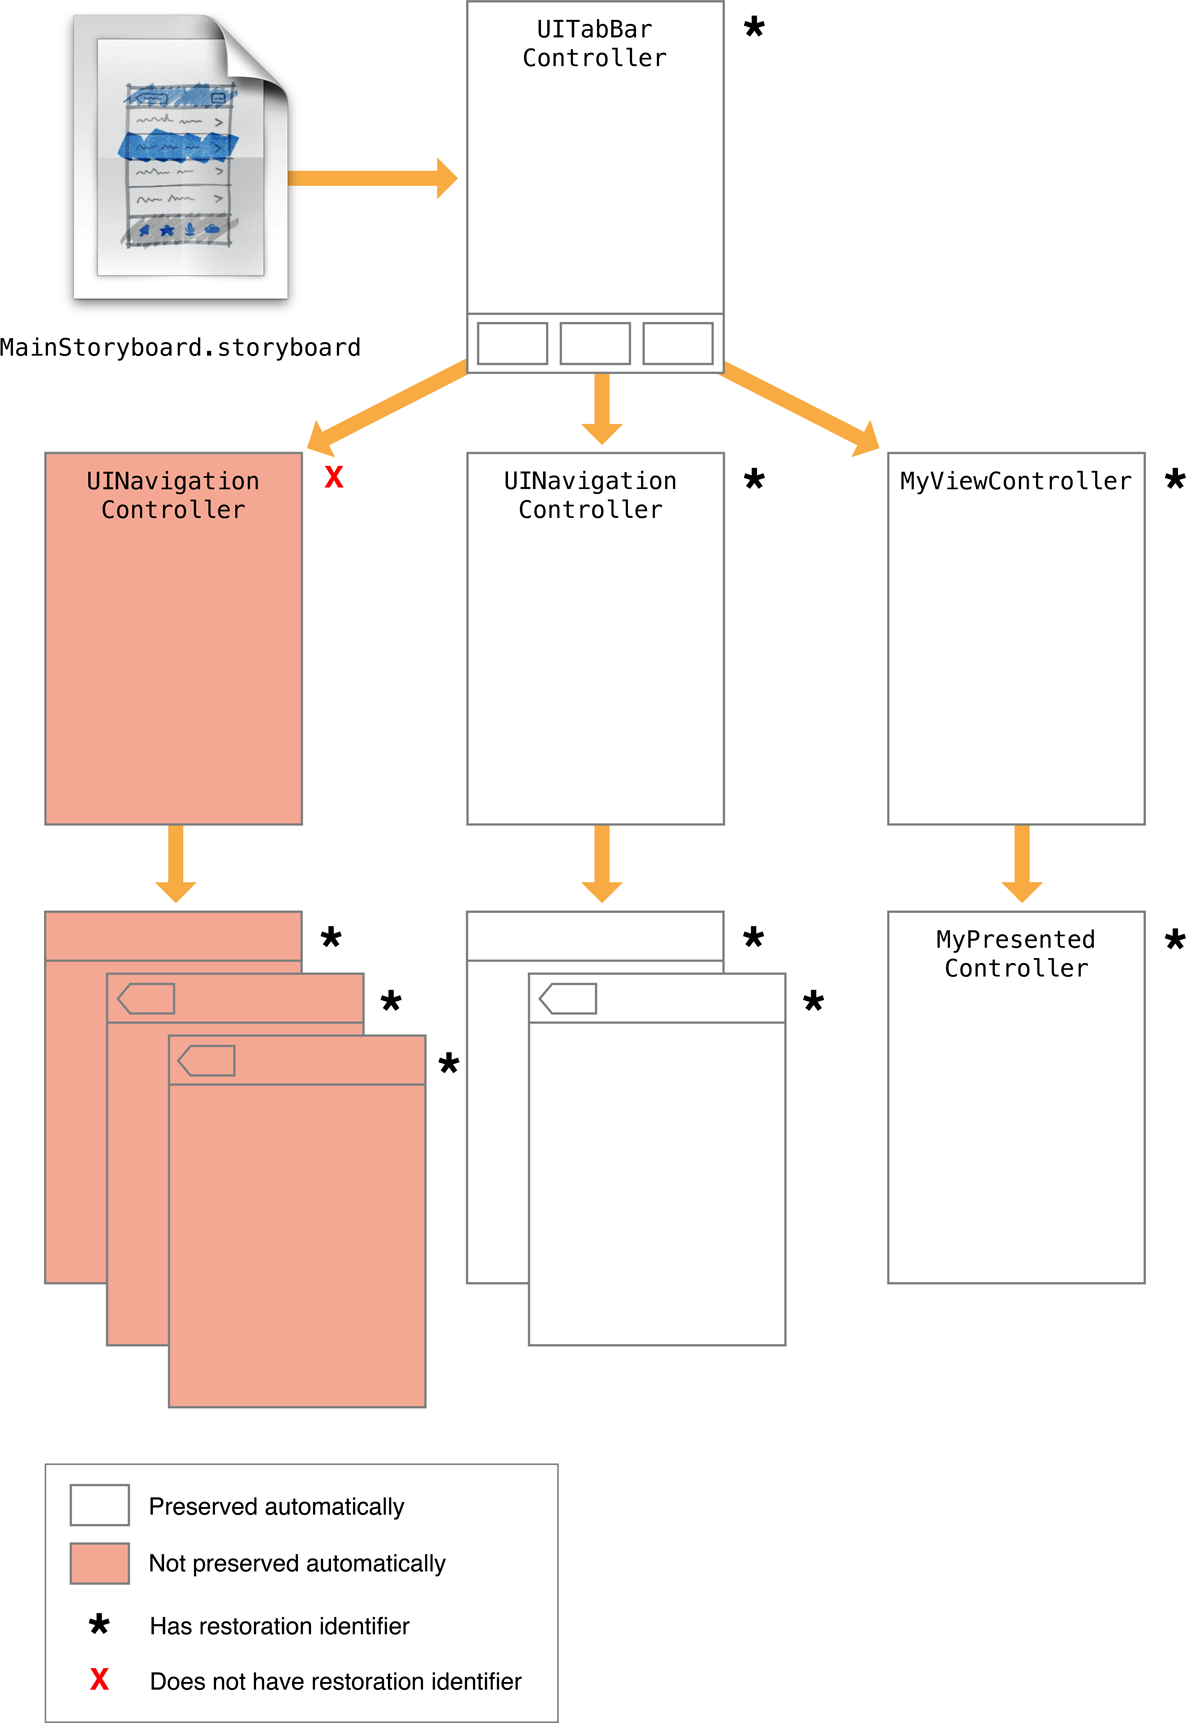 UITabBar
Controller
*
MainStoryboard.storyboard
UINavigation
Controller
X
UINavigation
Controller
*
MyViewController
*
*
*
*
*
*
MyPresented
Controller
*
Preserved automatically
Not preserved automatically
* Has restoration identifier
X Does not have restoration identifier